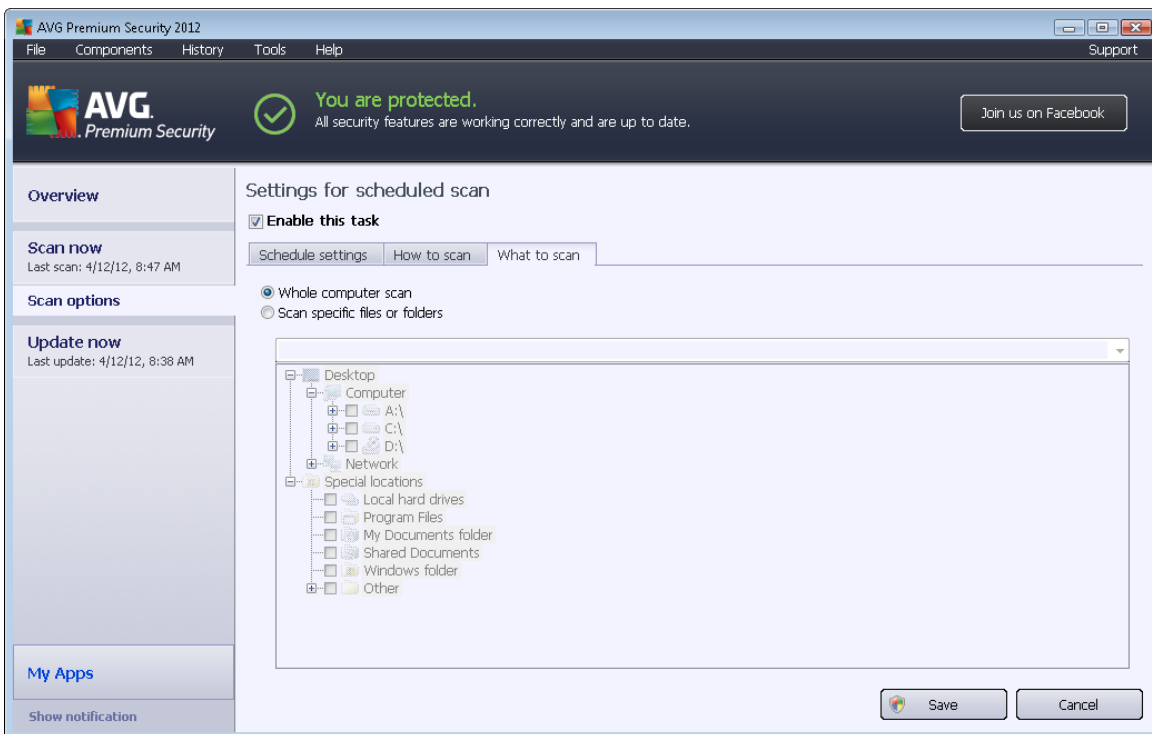 AVG Premium Security 2012
File Components History Tools Help Support
AVG.
Premium Security
You are protected.
All security features are working correctly and are up to date.
Join us on Facebook
Overview
Scan now
Last scan: 4/12/12, 8:47 AM
Scan options
Update now
Last update: 4/12/12, 8:38 AM
My Apps
Show notification
Settings for scheduled scan
Enable this task
Schedule settings How to scan What to scan
Whole computer scan
Scan specific files or folders
Desktop
Computer
A:\
C:\
D:\
Network
Special locations
Local hard drives
Program Files
My Documents folder
Shared Documents
Windows folder
Other
Save Cancel